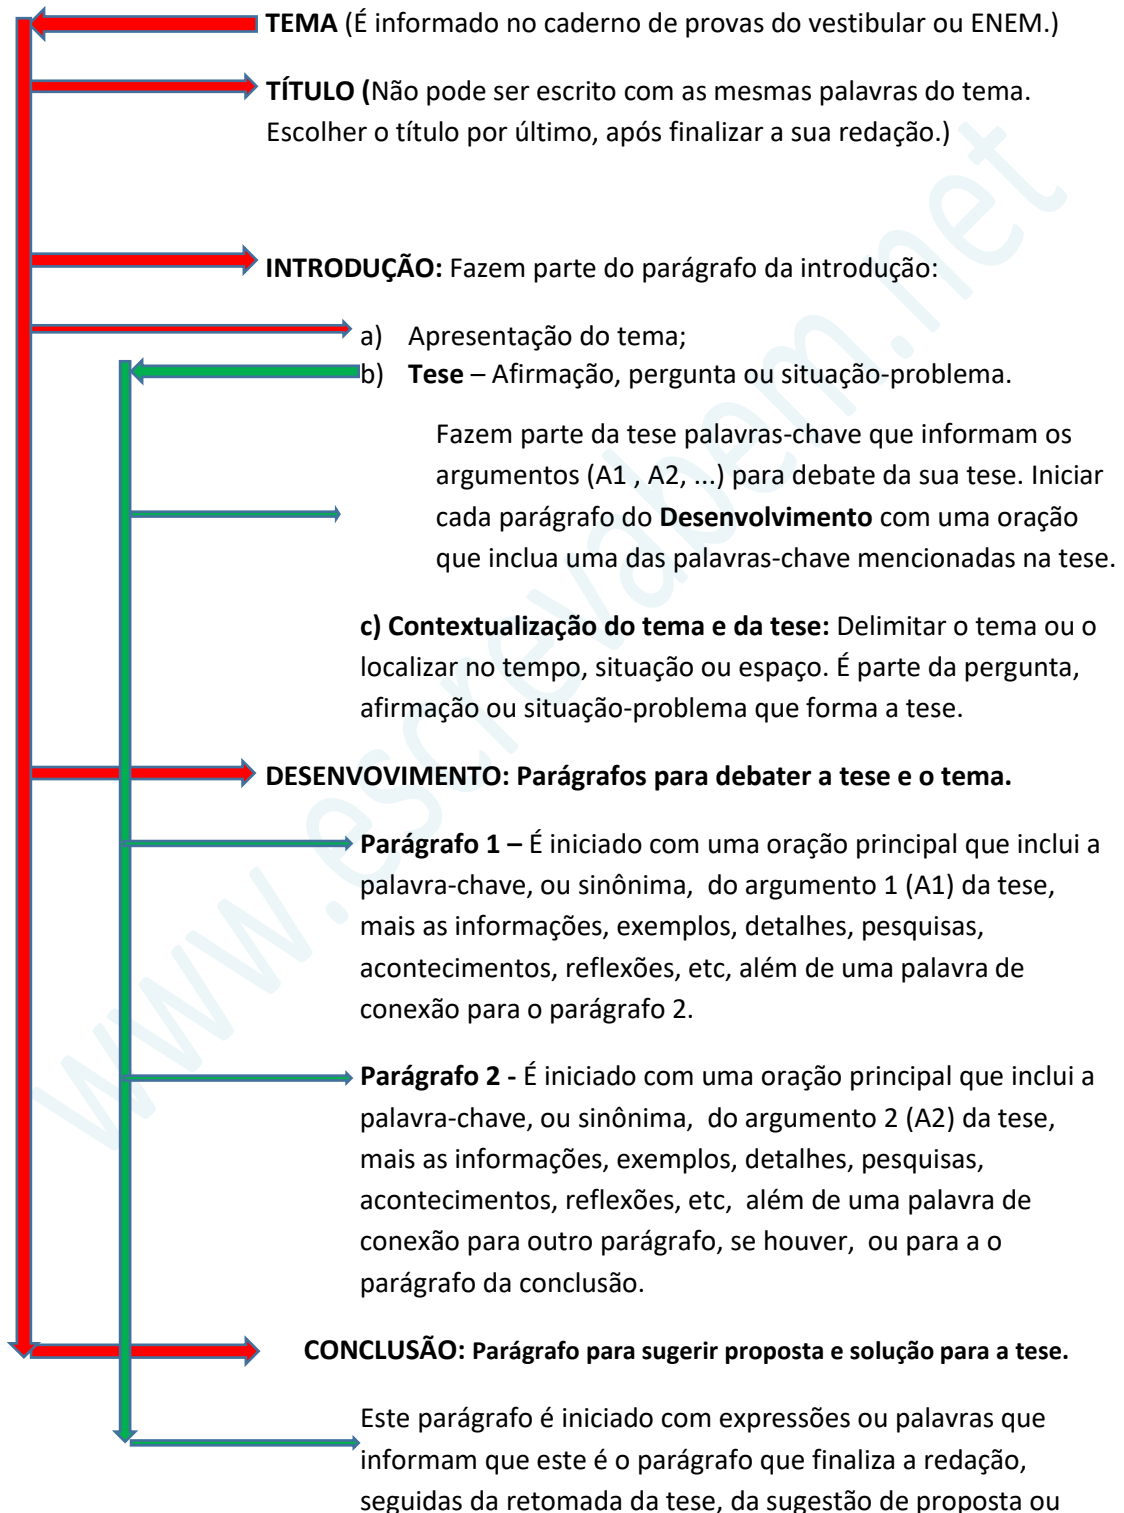 TEMA (É informado no caderno de provas do vestibular ou ENEM.)
TÍTULO (Não pode ser escrito com as mesmas palavras do tema.
Escolher o título por último, após finalizar a sua redação.)
INTRODUÇÃO: Fazem parte do parágrafo da introdução:
a) Apresentação do tema;
b) Tese – Afirmação, pergunta ou situação-problema.
Fazem parte da tese palavras-chave que informam os
argumentos (A1 , A2, ...) para debate da sua tese. Iniciar
cada parágrafo do Desenvolvimento com uma oração
que inclua uma das palavras-chave mencionadas na tese.
c) Contextualização do tema e da tese: Delimitar o tema ou o
localizar no tempo, situação ou espaço. É parte da pergunta,
afirmação ou situação-problema que forma a tese.
DESENVOVIMENTO: Parágrafos para debater a tese e o tema.
Parágrafo 1 – É iniciado com uma oração principal que inclui a
palavra-chave, ou sinônima, do argumento 1 (A1) da tese,
mais as informações, exemplos, detalhes, pesquisas,
acontecimentos, reflexões, etc, além de uma palavra de
conexão para o parágrafo 2.
Parágrafo 2 - É iniciado com uma oração principal que inclui a
palavra-chave, ou sinônima, do argumento 2 (A2) da tese,
mais as informações, exemplos, detalhes, pesquisas,
acontecimentos, reflexões, etc, além de uma palavra de
conexão para outro parágrafo, se houver, ou para a o
parágrafo da conclusão.
CONCLUSÃO: Parágrafo para sugerir proposta e solução para a tese.
Este parágrafo é iniciado com expressões ou palavras que
informam que este é o parágrafo que finaliza a redação,
seguidas da retomada da tese, da sugestão de proposta ou
www.escrevabem.net